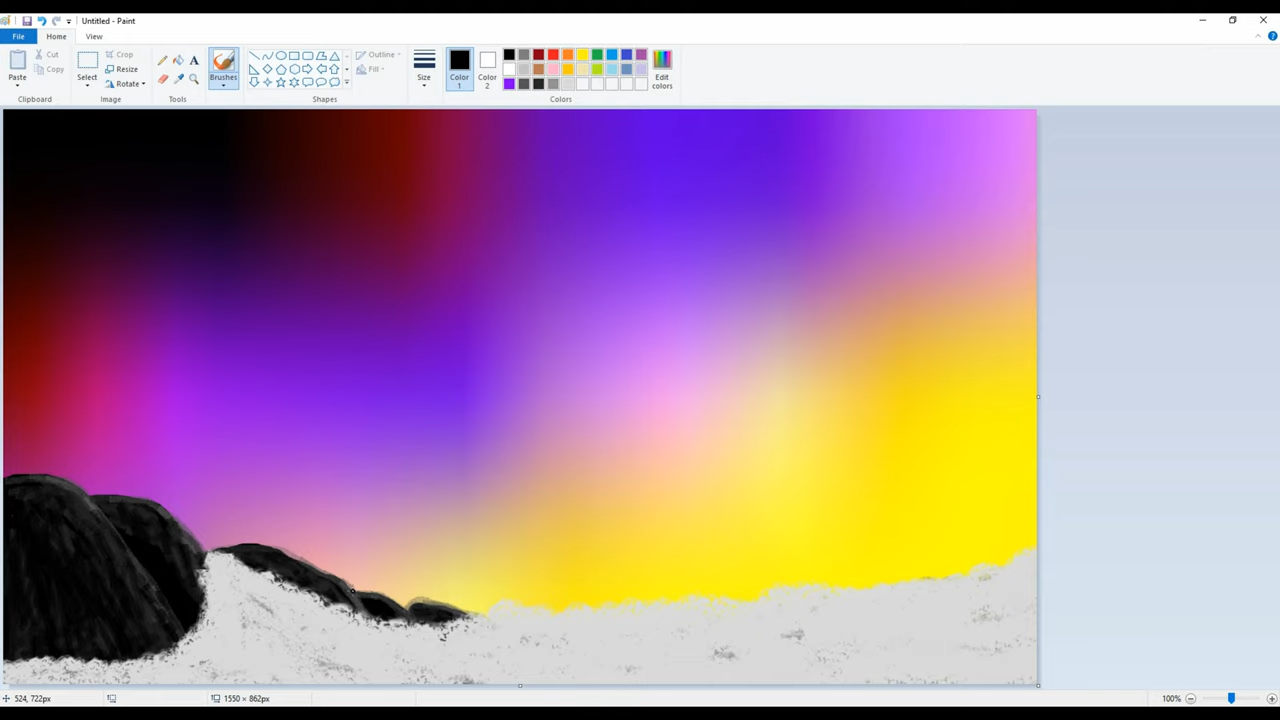 Untitled - Paint
File Home View
Paste
Cut
Copy
Clipboard
Select
Crop
Resize
Rotate
Image
A
Tools
Brushes
Outline
Fill
Shapes
Size
Color 1
Color 2
Edit colors
Colors
524, 722px
1550 × 862px
100%